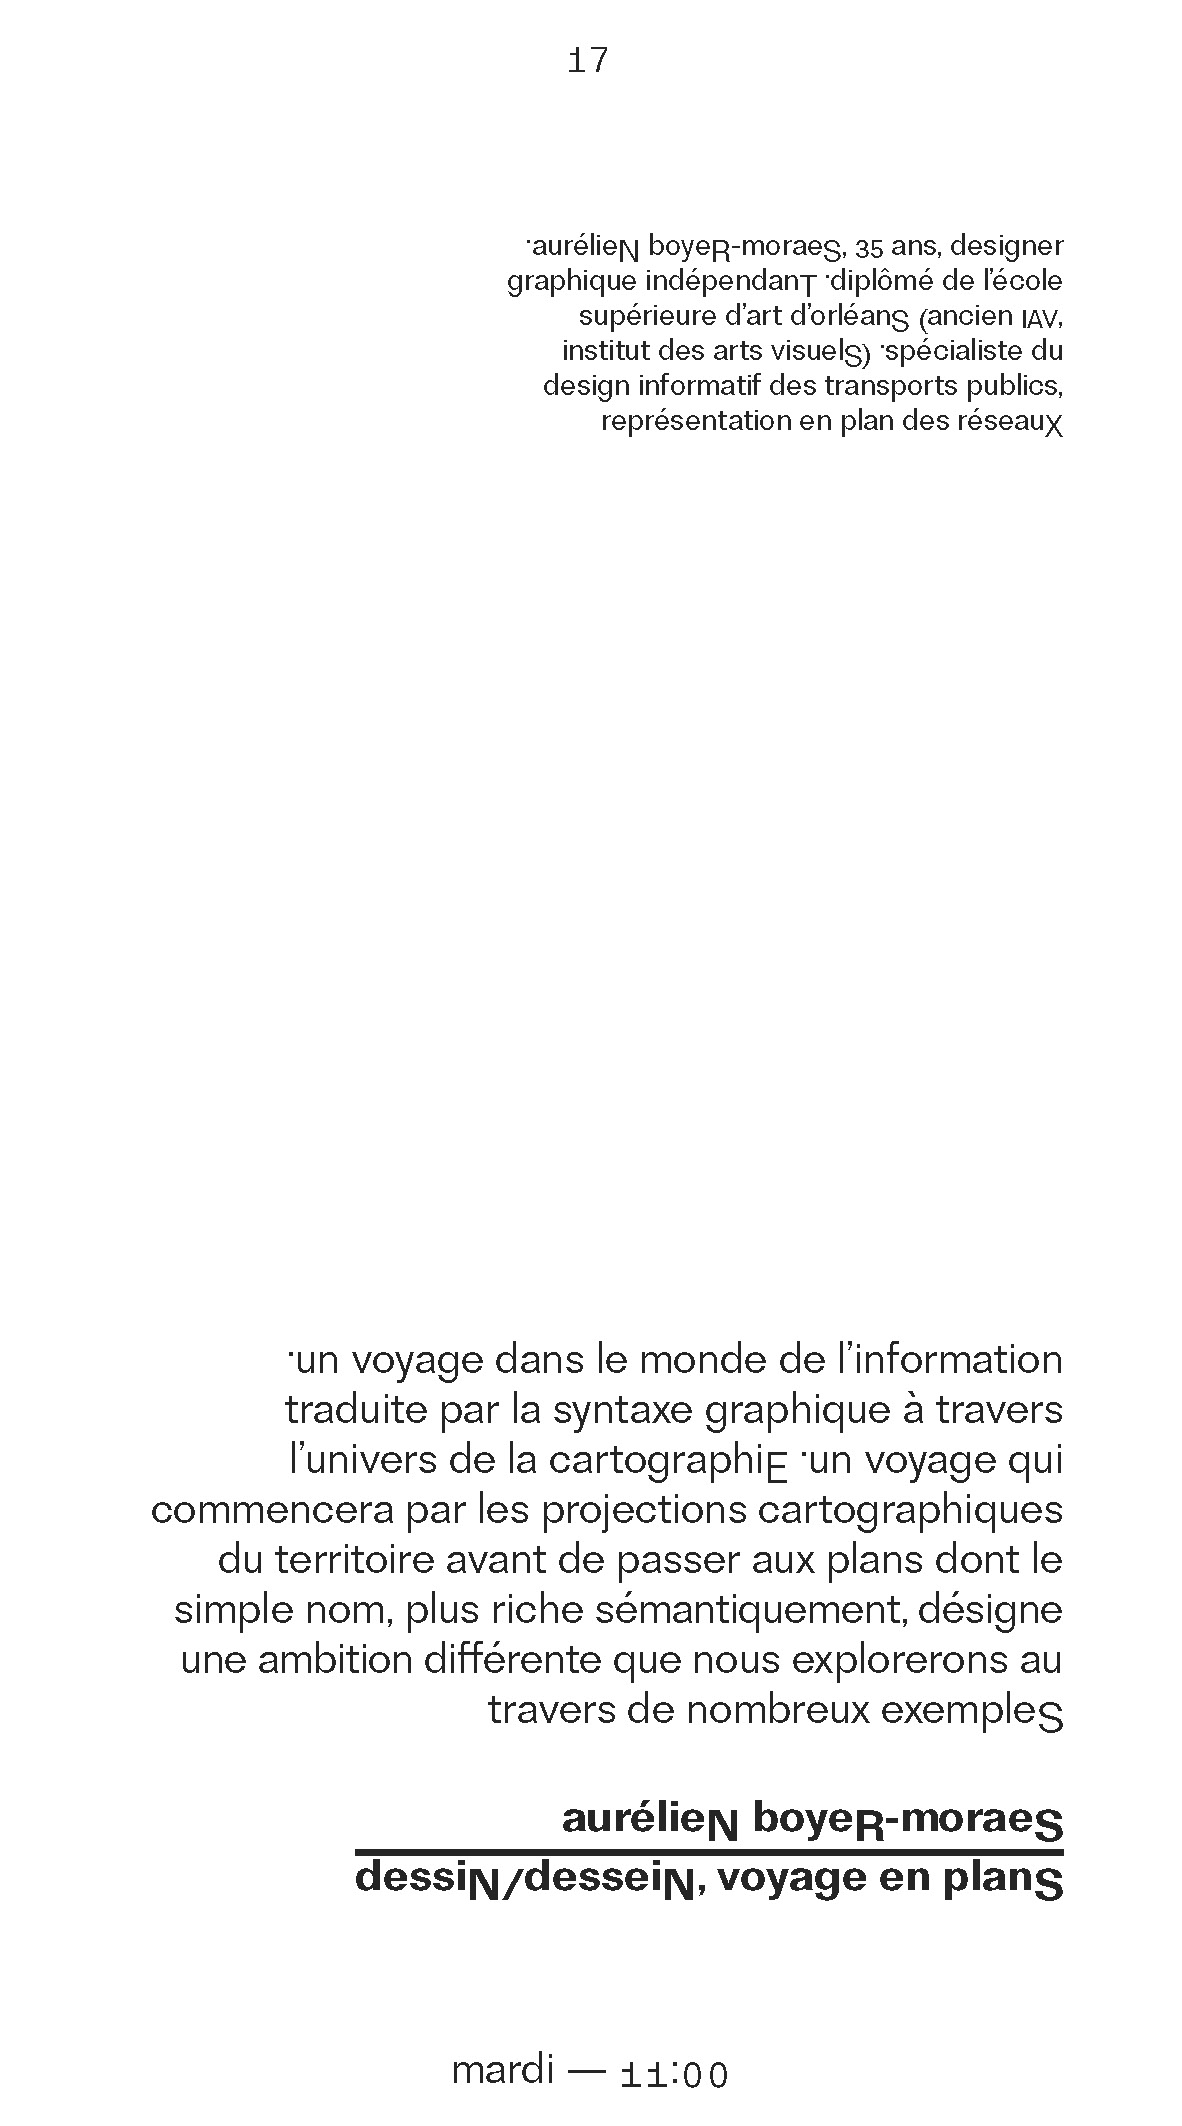 17
·aurélieN boyeR-moraeS, 35 ans, designer
graphique indépendanT ·diplômé de l’école
supérieure d’art d’orléanS (ancien IAV,
institut des arts visuelS) ·spécialiste du
design informatif des transports publics,
représentation en plan des réseauX
·un voyage dans le monde de l’information
traduite par la syntaxe graphique à travers
l’univers de la cartographiE ·un voyage qui
commencera par les projections cartographiques
du territoire avant de passer aux plans dont le
simple nom, plus riche sémantiquement, désigne
une ambition différente que nous explorerons au
travers de nombreux exempleS
aurélieN boyeR-moraeS
dessiN/desseiN, voyage en planS
mardi — 11:00